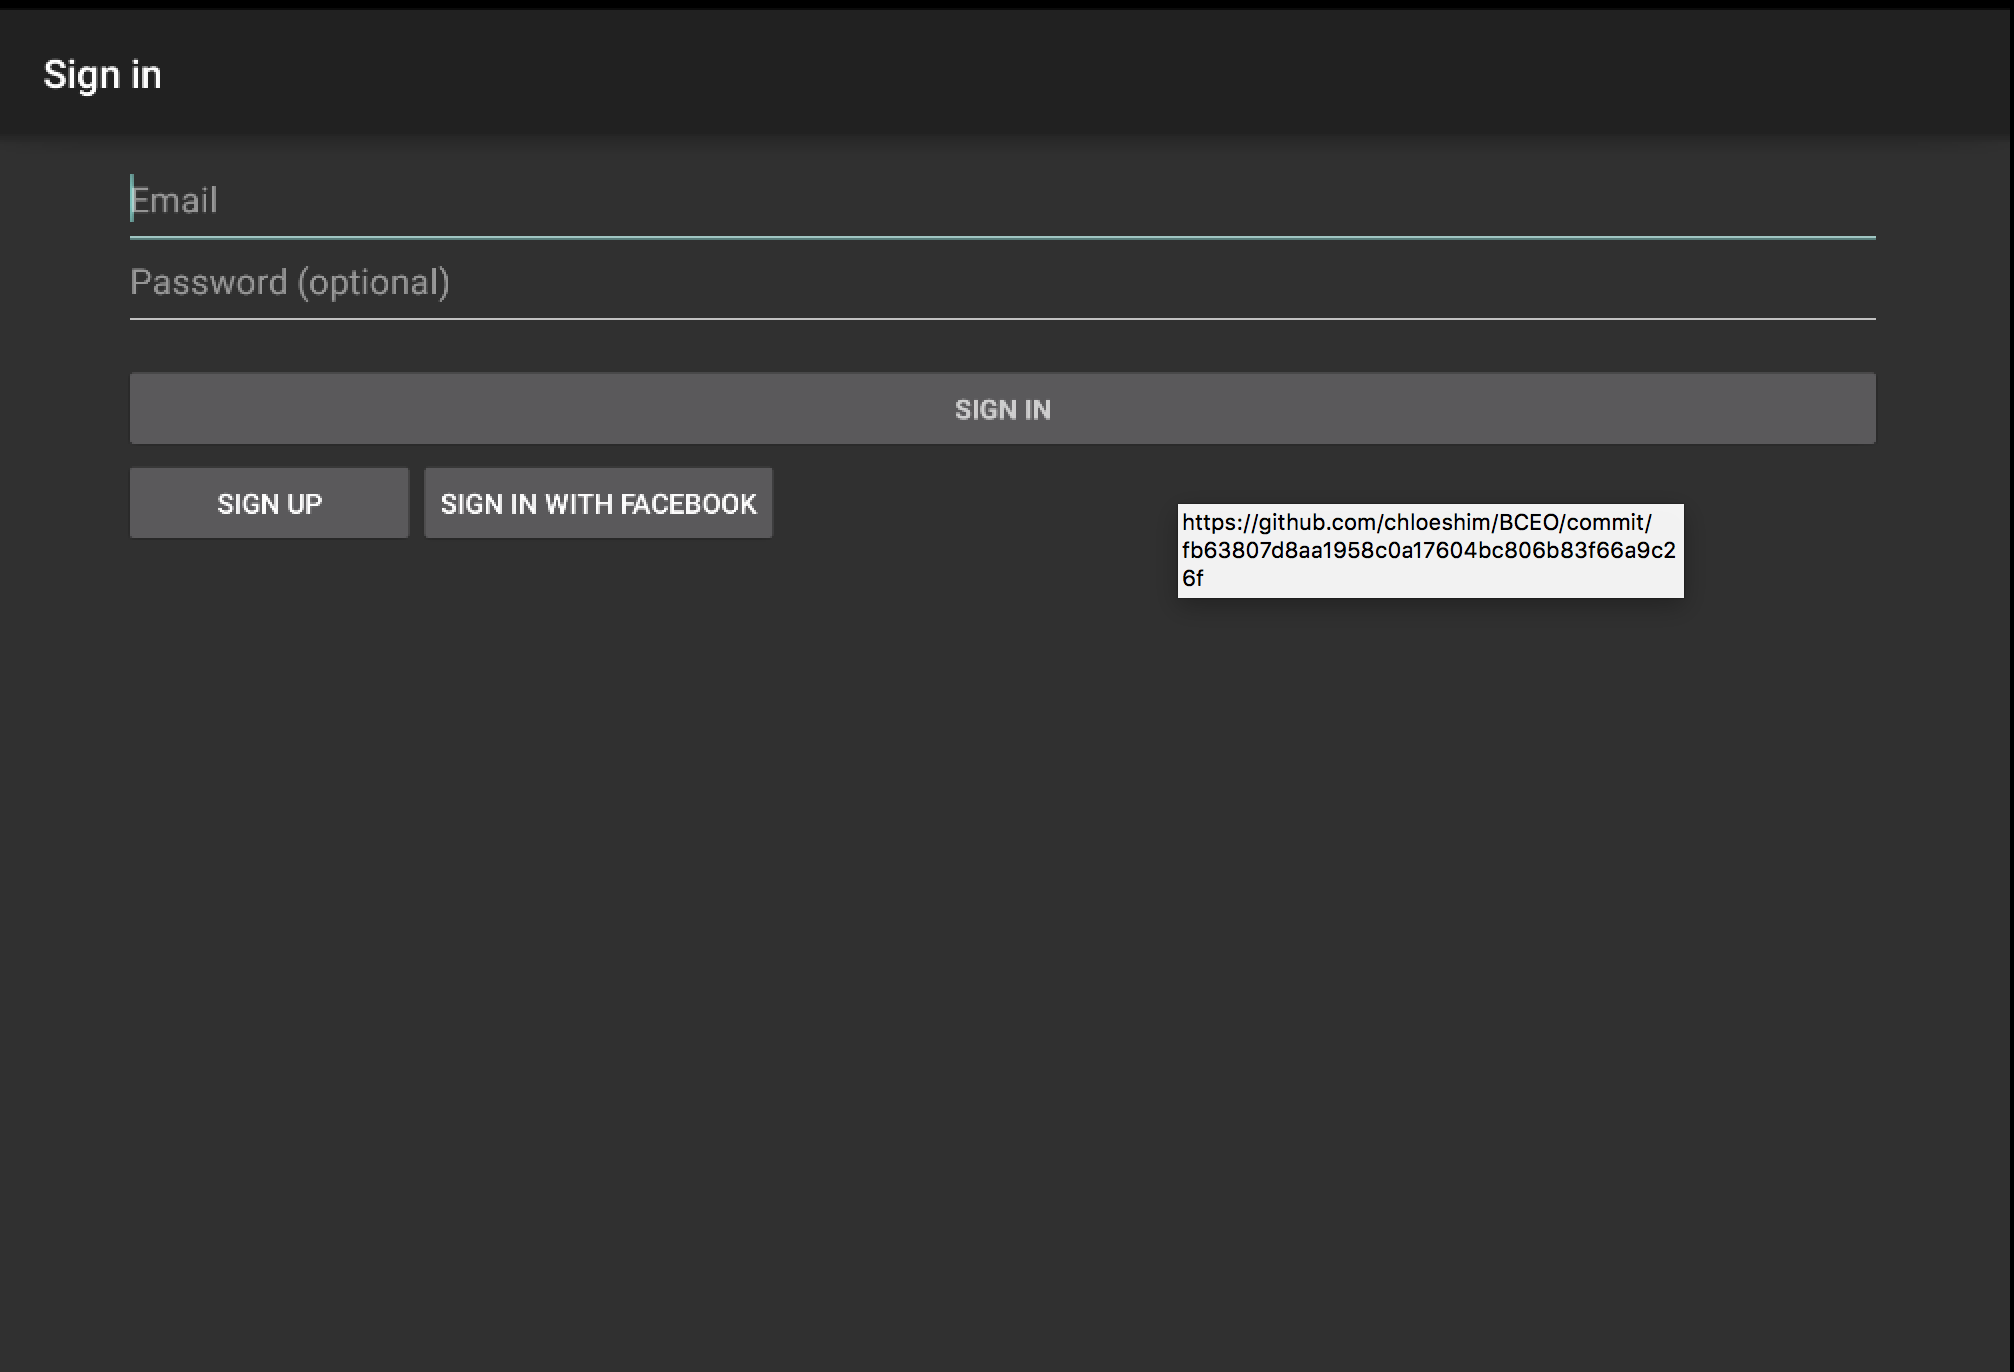 Sign in
Email
Password (optional)
SIGN IN
SIGN UP
SIGN IN WITH FACEBOOK
https://github.com/chloeshim/BCEO/commit/
fb63807d8aa1958c0a17604bc806b83f66a9c2
6f